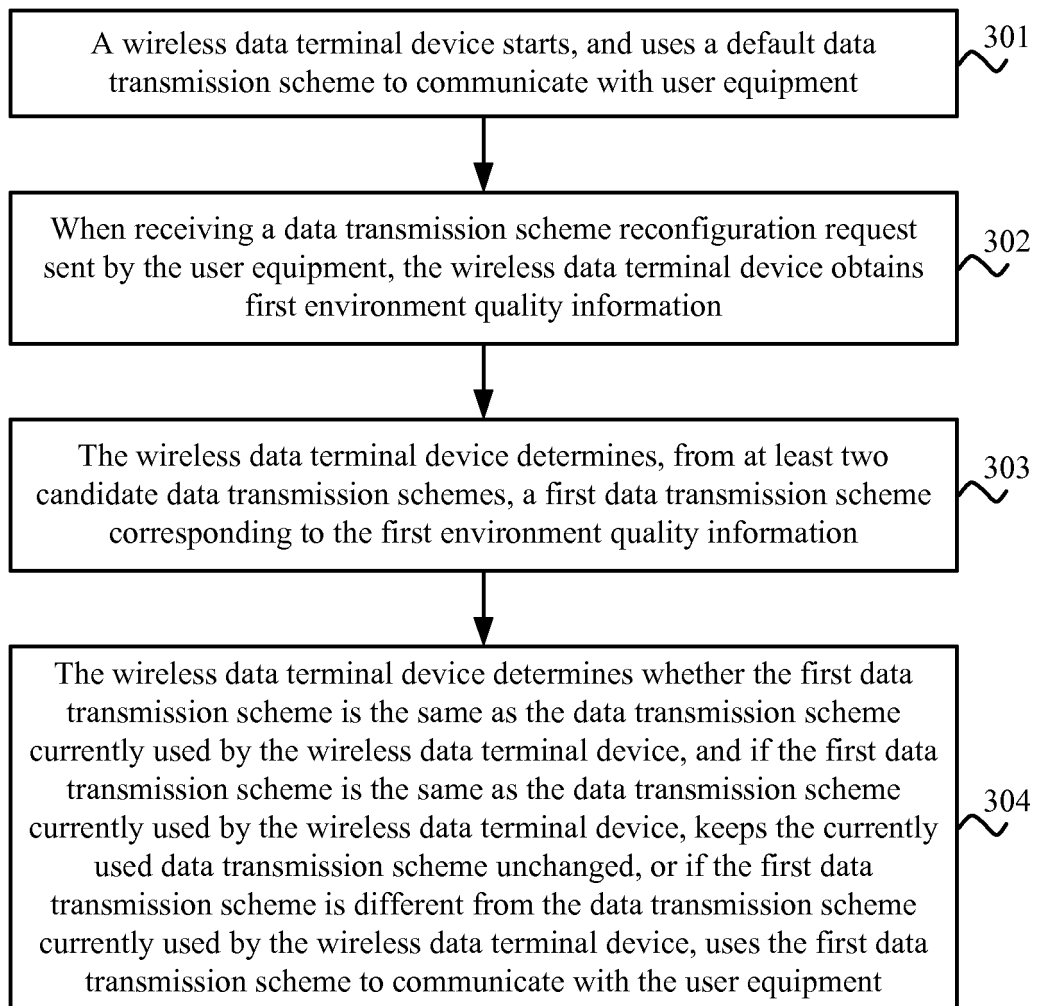 A wireless data terminal device starts, and uses a default data
transmission scheme to communicate with user equipment
301
When receiving a data transmission scheme reconfiguration request
sent by the user equipment, the wireless data terminal device obtains
first environment quality information
302
The wireless data terminal device determines, from at least two
candidate data transmission schemes, a first data transmission scheme
corresponding to the first environment quality information
303
The wireless data terminal device determines whether the first data
transmission scheme is the same as the data transmission scheme
currently used by the wireless data terminal device, and if the first data
transmission scheme is the same as the data transmission scheme
currently used by the wireless data terminal device, keeps the currently
used data transmission scheme unchanged, or if the first data
transmission scheme is different from the data transmission scheme
currently used by the wireless data terminal device, uses the first data
transmission scheme to communicate with the user equipment
304